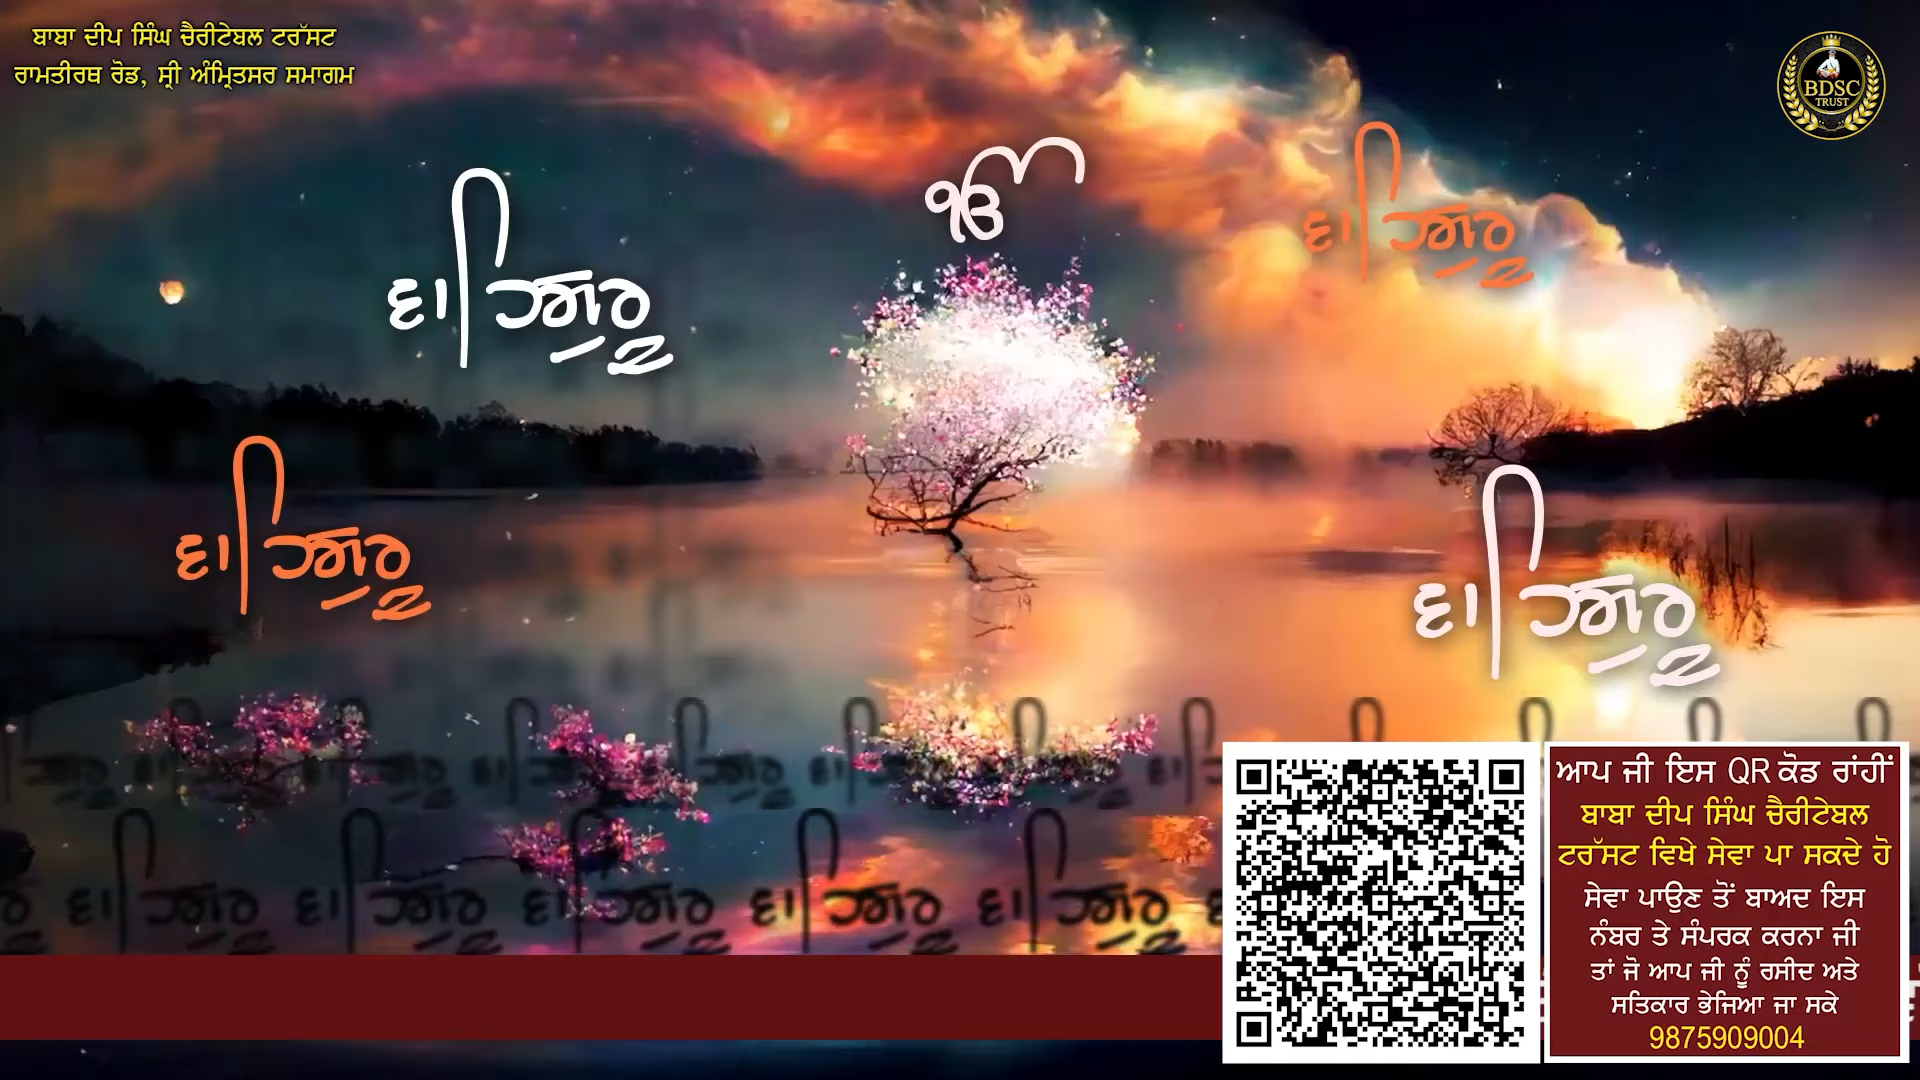 ਬਾਬਾ ਦੀਪ ਸਿੰਘ ਚੈਰੀਟੇਬਲ ਟਰੱਸਟ
ਰਾਮਤੀਰਥ ਰੋਡ, ਸ੍ਰੀ ਅੰਮ੍ਰਿਤਸਰ ਸਮਾਗਮ
BDSC
TRUST
ੴ
ਵਾਹਿਗੁਰੂ
ਵਾਹਿਗੁਰੂ
ਵਾਹਿਗੁਰੂ
ਵਾਹਿਗੁਰੂ
ਵਾਹਿਗੁਰੂ ਵਾਹਿਗੁਰੂ ਵਾਹਿਗੁਰੂ ਵਾਹਿਗੁਰੂ
ਵਾਹਿਗੁਰੂ ਵਾਹਿਗੁਰੂ ਵਾਹਿਗੁਰੂ ਵਾਹਿਗੁਰੂ ਵਾਹਿਗੁਰੂ
ਆਪ ਜੀ ਇਸ QR ਕੋਡ ਰਾਂਹੀਂ
ਬਾਬਾ ਦੀਪ ਸਿੰਘ ਚੈਰੀਟੇਬਲ
ਟਰੱਸਟ ਵਿਖੇ ਸੇਵਾ ਪਾ ਸਕਦੇ ਹੋ
ਸੇਵਾ ਪਾਉਣ ਤੋਂ ਬਾਅਦ ਇਸ
ਨੰਬਰ ਤੇ ਸੰਪਰਕ ਕਰਨਾ ਜੀ
ਤਾਂ ਜੋ ਆਪ ਜੀ ਨੂੰ ਰਸੀਦ ਅਤੇ
ਸਤਿਕਾਰ ਭੇਜਿਆ ਜਾ ਸਕੇ
9875909004